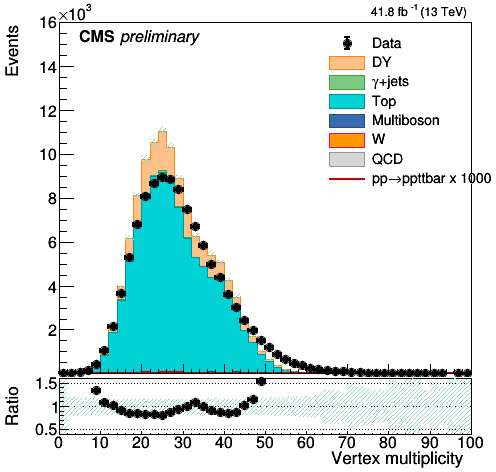 ×10³
41.8 fb⁻¹ (13 TeV)
CMS preliminary
Events
16
14
12
10
8
6
4
2
Data
DY
γ+jets
Top
Multiboson
W
QCD
pp→ppttbar x 1000
Ratio
1.5
1
0.5
0 10 20 30 40 50 60 70 80 90 100
Vertex multiplicity